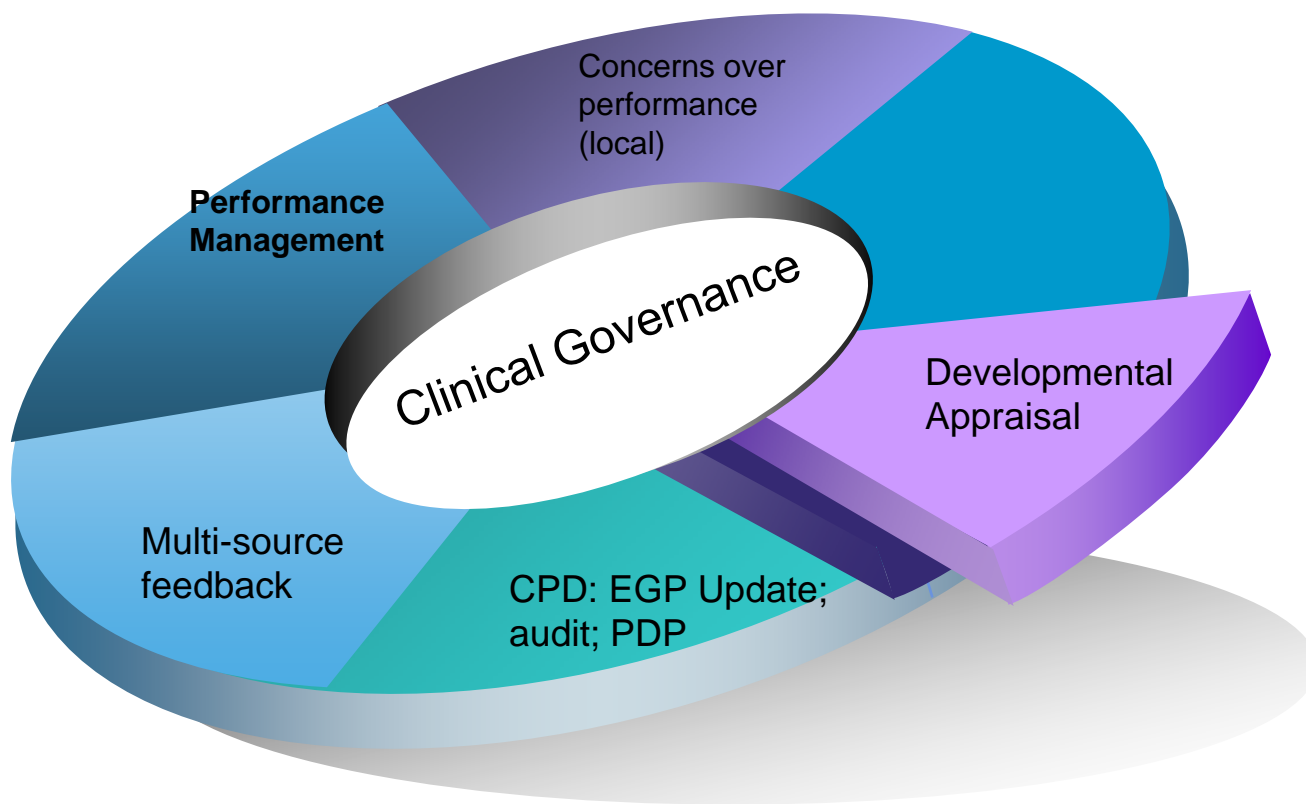 Concerns over
performance
(local)
Performance
Management
Clinical Governance
Developmental
Appraisal
Multi-source
feedback
CPD: EGP Update;
audit; PDP